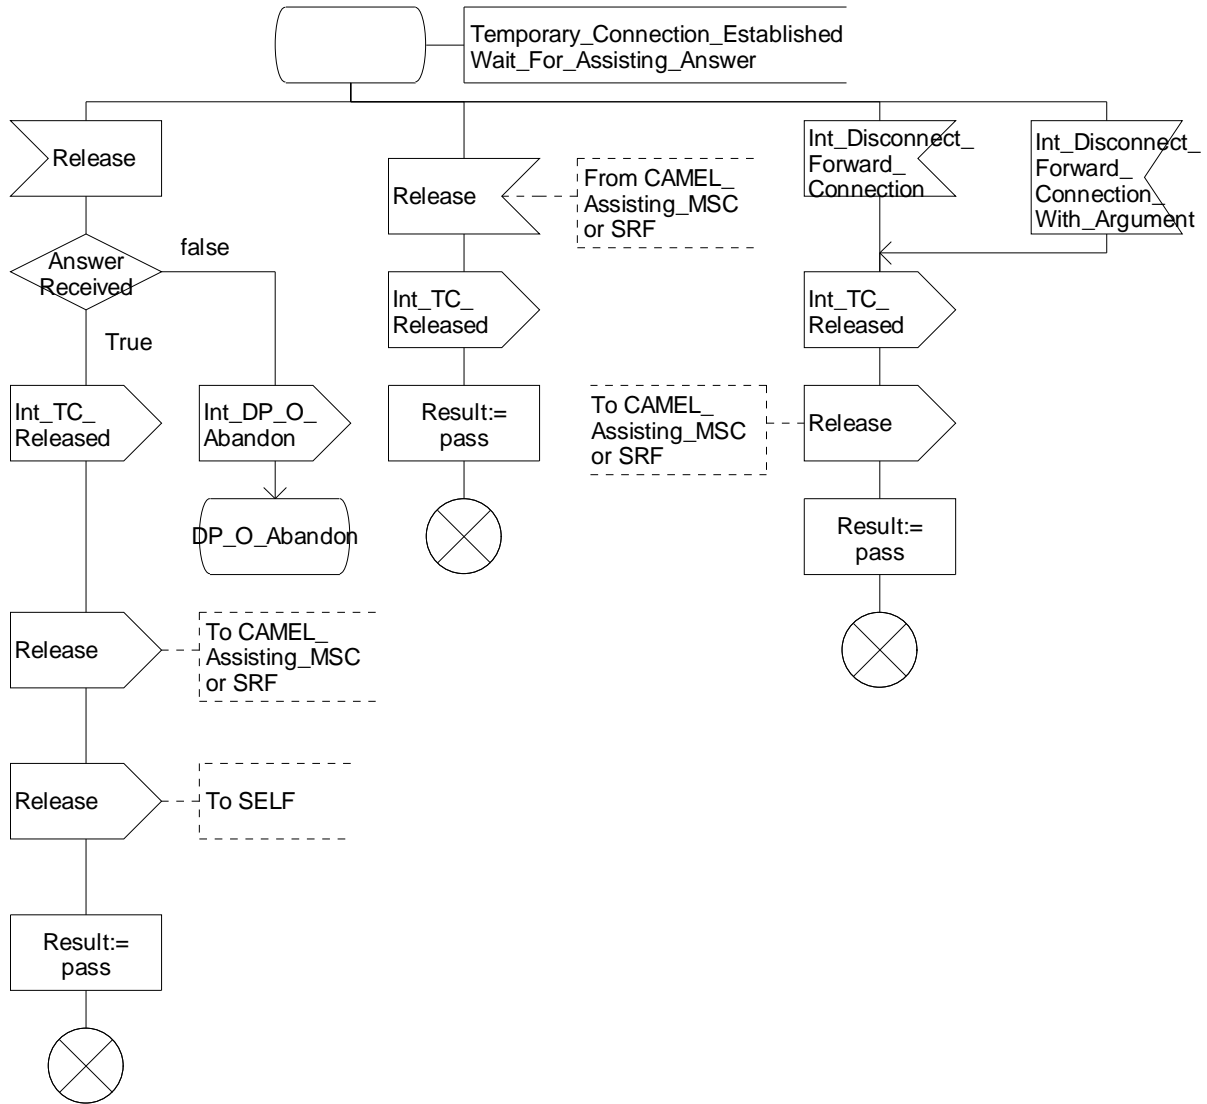 Temporary_Connection_Established
Wait_For_Assisting_Answer
Release
Int_Disconnect_
Forward_
Connection
Int_Disconnect_
Forward_
Connection_
With_Argument
Release
From CAMEL_
Assisting_MSC
or SRF
Answer
Received
false
True
Int_TC_
Released
Int_TC_
Released
Int_TC_
Released
Int_DP_O_
Abandon
Result:=
pass
To CAMEL_
Assisting_MSC
or SRF
Release
DP_O_Abandon
Result:=
pass
Release
To CAMEL_
Assisting_MSC
or SRF
Release
To SELF
Result:=
pass